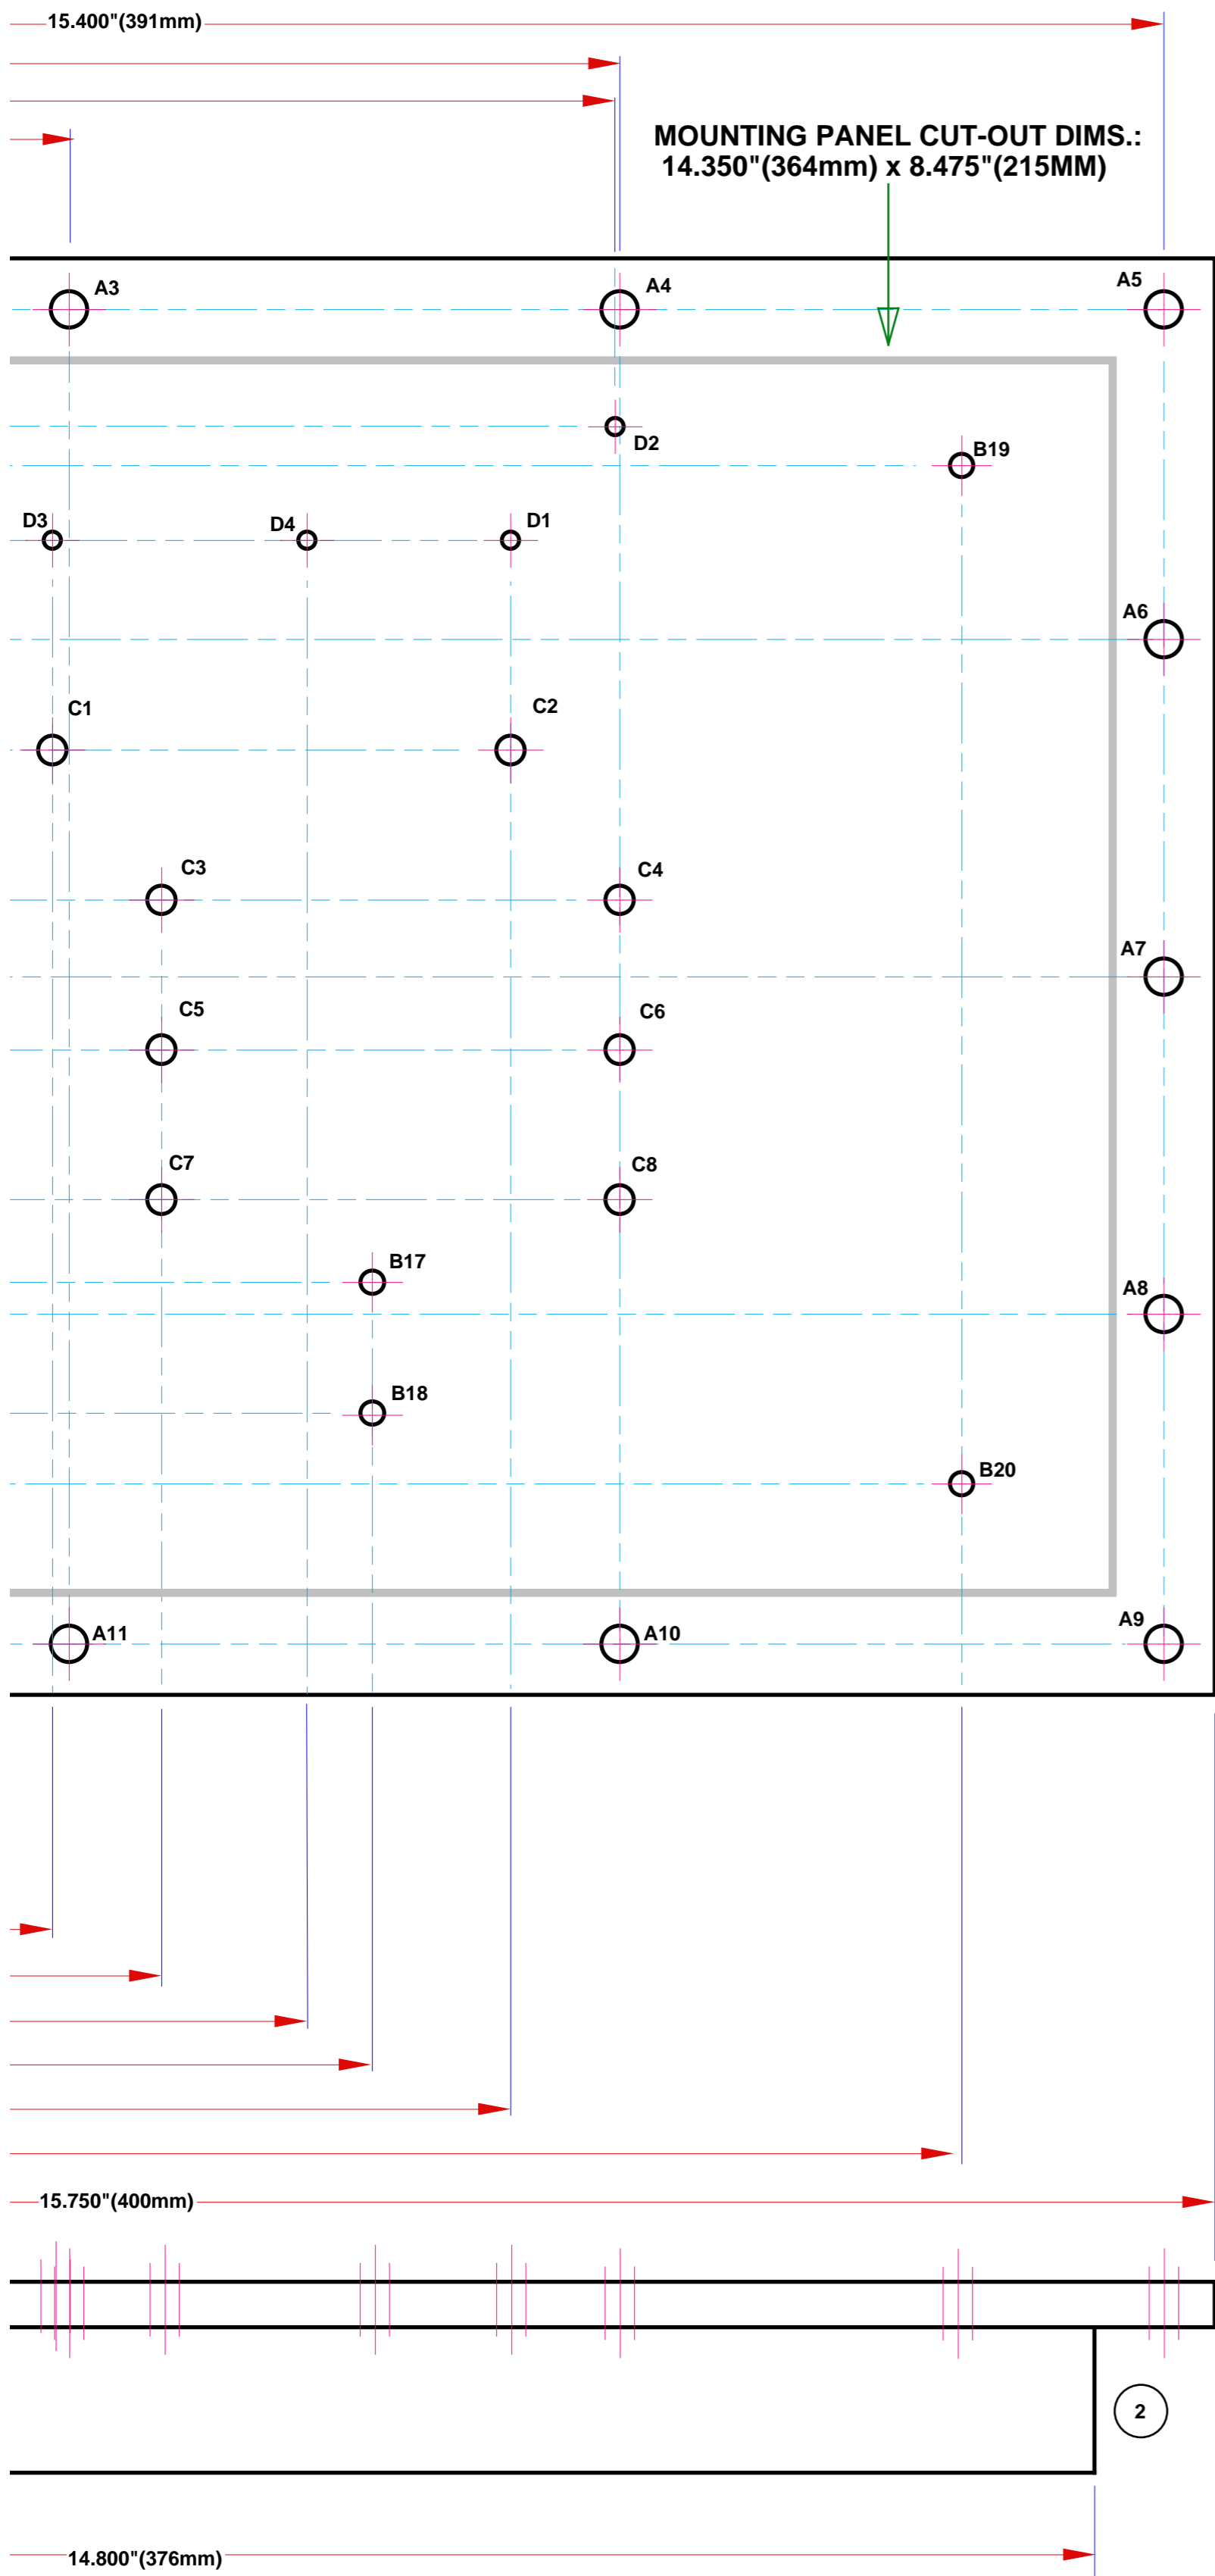 15.400"(391mm)
MOUNTING PANEL CUT-OUT DIMS.:
14.350"(364mm) x 8.475"(215MM)
A3
A4
A5
D2
B19
D3
D4
D1
A6
C1
C2
C3
C4
A7
C5
C6
C7
C8
B17
A8
B18
B20
A11
A10
A9
15.750"(400mm)
2
14.800"(376mm)